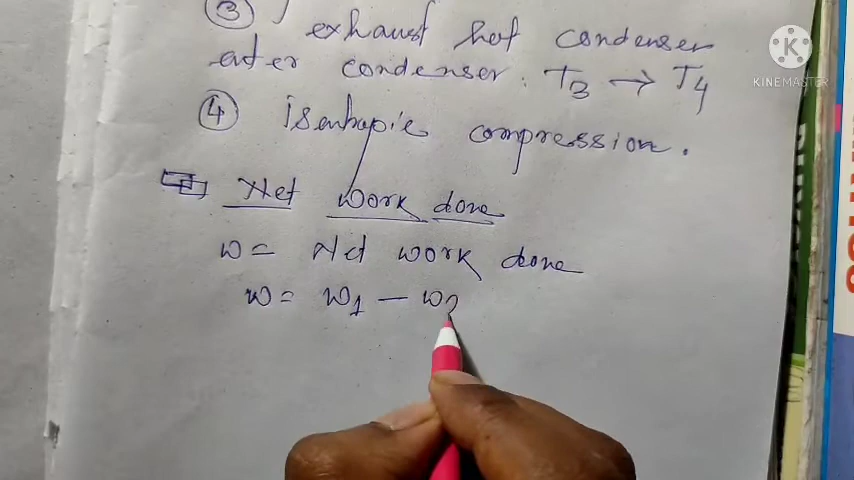 ③
exhaust hot condenser
enter condenser. T3 → T4
④ isentropic compression.
Net work done
w = Net work done
w = w1 — w2
KINEMASTER